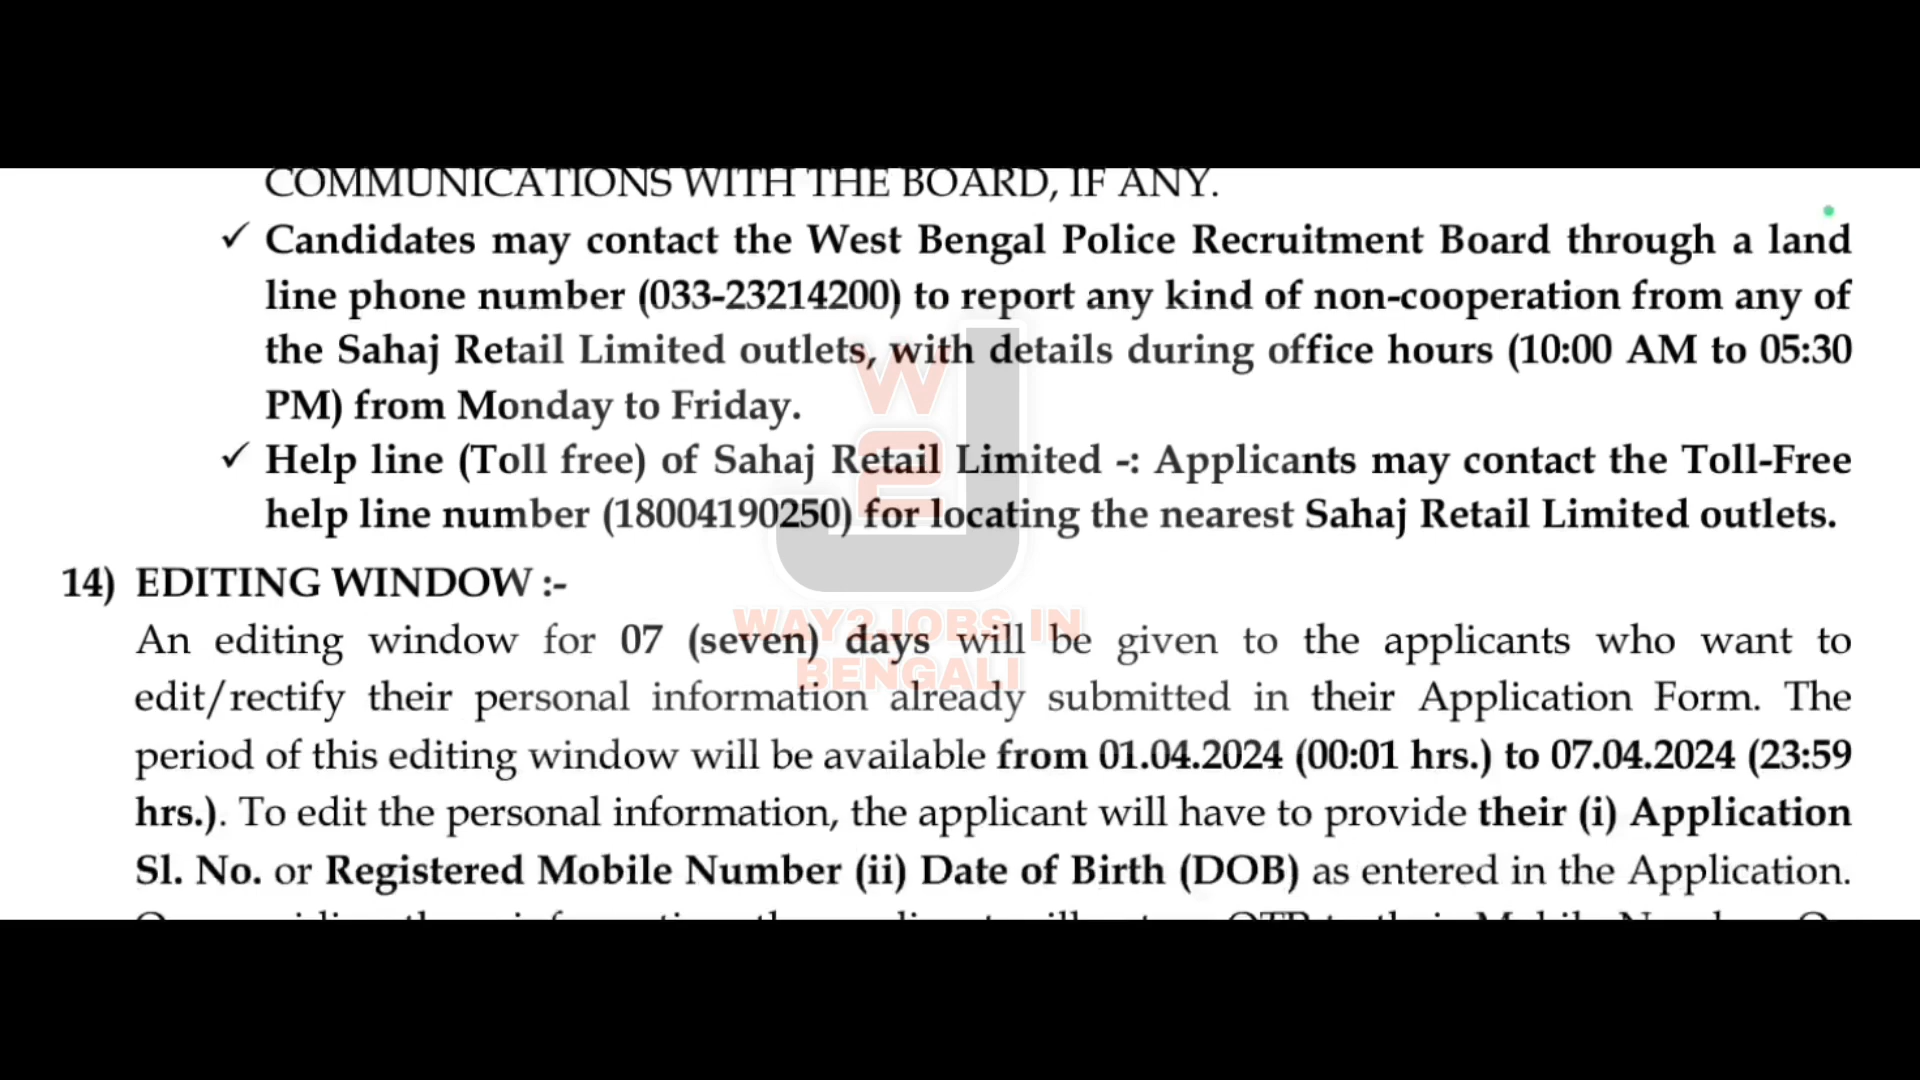 COMMUNICATIONS WITH THE BOARD, IF ANY.
✓ Candidates may contact the West Bengal Police Recruitment Board through a land
line phone number (033-23214200) to report any kind of non-cooperation from any of
the Sahaj Retail Limited outlets, with details during office hours (10:00 AM to 05:30
PM) from Monday to Friday.
✓ Help line (Toll free) of Sahaj Retail Limited -: Applicants may contact the Toll-Free
help line number (18004190250) for locating the nearest Sahaj Retail Limited outlets.
14) EDITING WINDOW :-
An editing window for 07 (seven) days will be given to the applicants who want to
edit/rectify their personal information already submitted in their Application Form. The
period of this editing window will be available from 01.04.2024 (00:01 hrs.) to 07.04.2024 (23:59
hrs.). To edit the personal information, the applicant will have to provide their (i) Application
Sl. No. or Registered Mobile Number (ii) Date of Birth (DOB) as entered in the Application.
W
2
J
WAY2JOBS IN
BENGALI